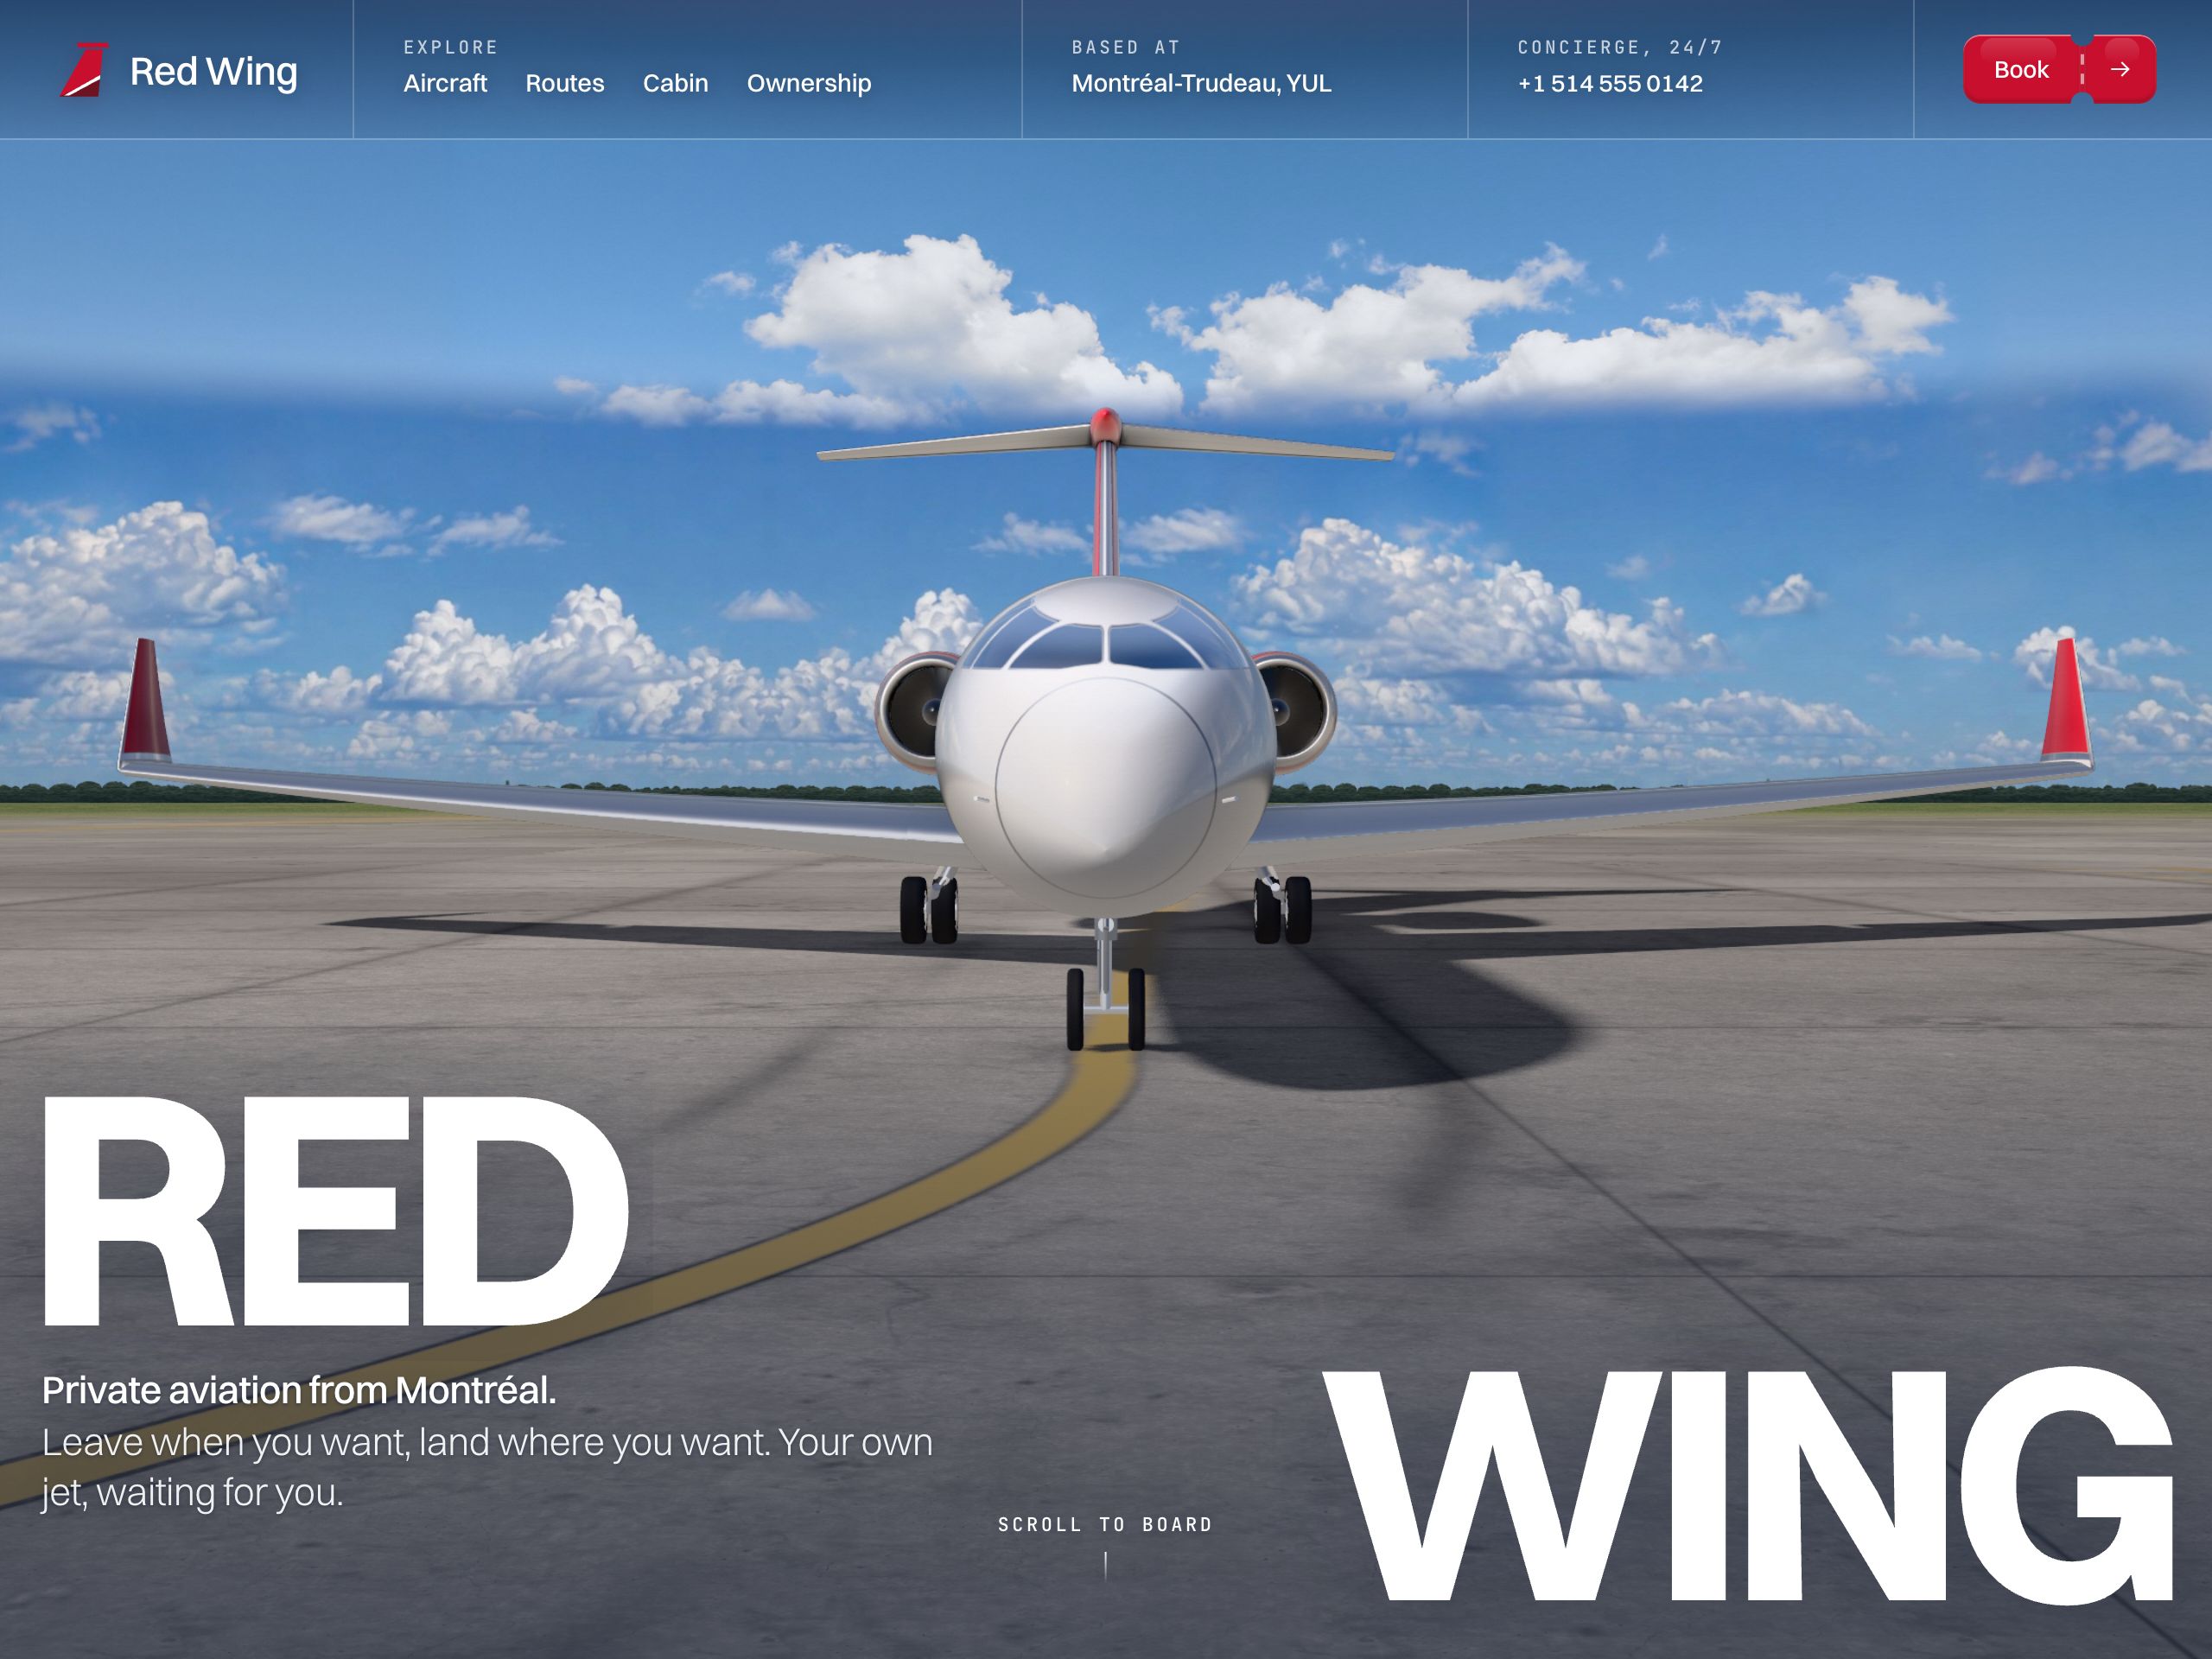 Red Wing
EXPLORE
Aircraft Routes Cabin Ownership
BASED AT
Montréal-Trudeau, YUL
CONCIERGE, 24/7
+1 514 555 0142
Book →
RED
Private aviation from Montréal.
Leave when you want, land where you want. Your own
jet, waiting for you.
SCROLL TO BOARD
WING